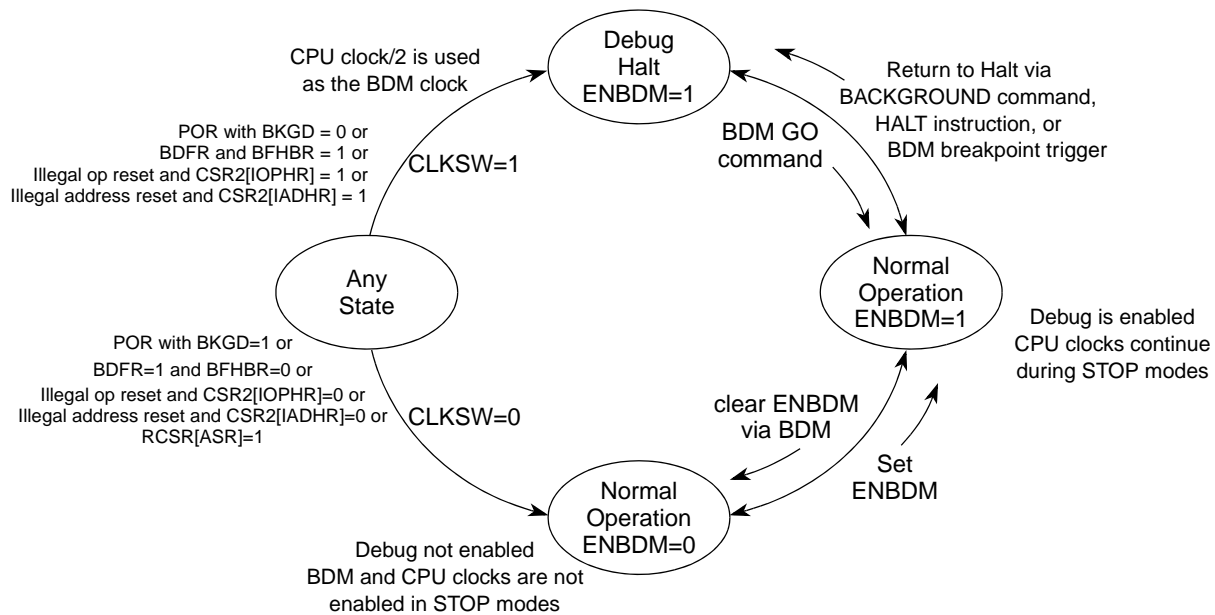 Debug
Halt
ENBDM=1
CPU clock/2 is used
as the BDM clock
Return to Halt via
BACKGROUND command,
HALT instruction, or
BDM breakpoint trigger
BDM GO
command
POR with BKGD = 0 or
BDFR and BFHBR = 1 or
Illegal op reset and CSR2[IOPHR] = 1 or
Illegal address reset and CSR2[IADHR] = 1
CLKSW=1
Any
State
Normal
Operation
ENBDM=1
Debug is enabled
CPU clocks continue
during STOP modes
POR with BKGD=1 or
BDFR=1 and BFHBR=0 or
Illegal op reset and CSR2[IOPHR]=0 or
Illegal address reset and CSR2[IADHR]=0 or
RCSR[ASR]=1
CLKSW=0
clear ENBDM
via BDM
Set
ENBDM
Normal
Operation
ENBDM=0
Debug not enabled
BDM and CPU clocks are not
enabled in STOP modes